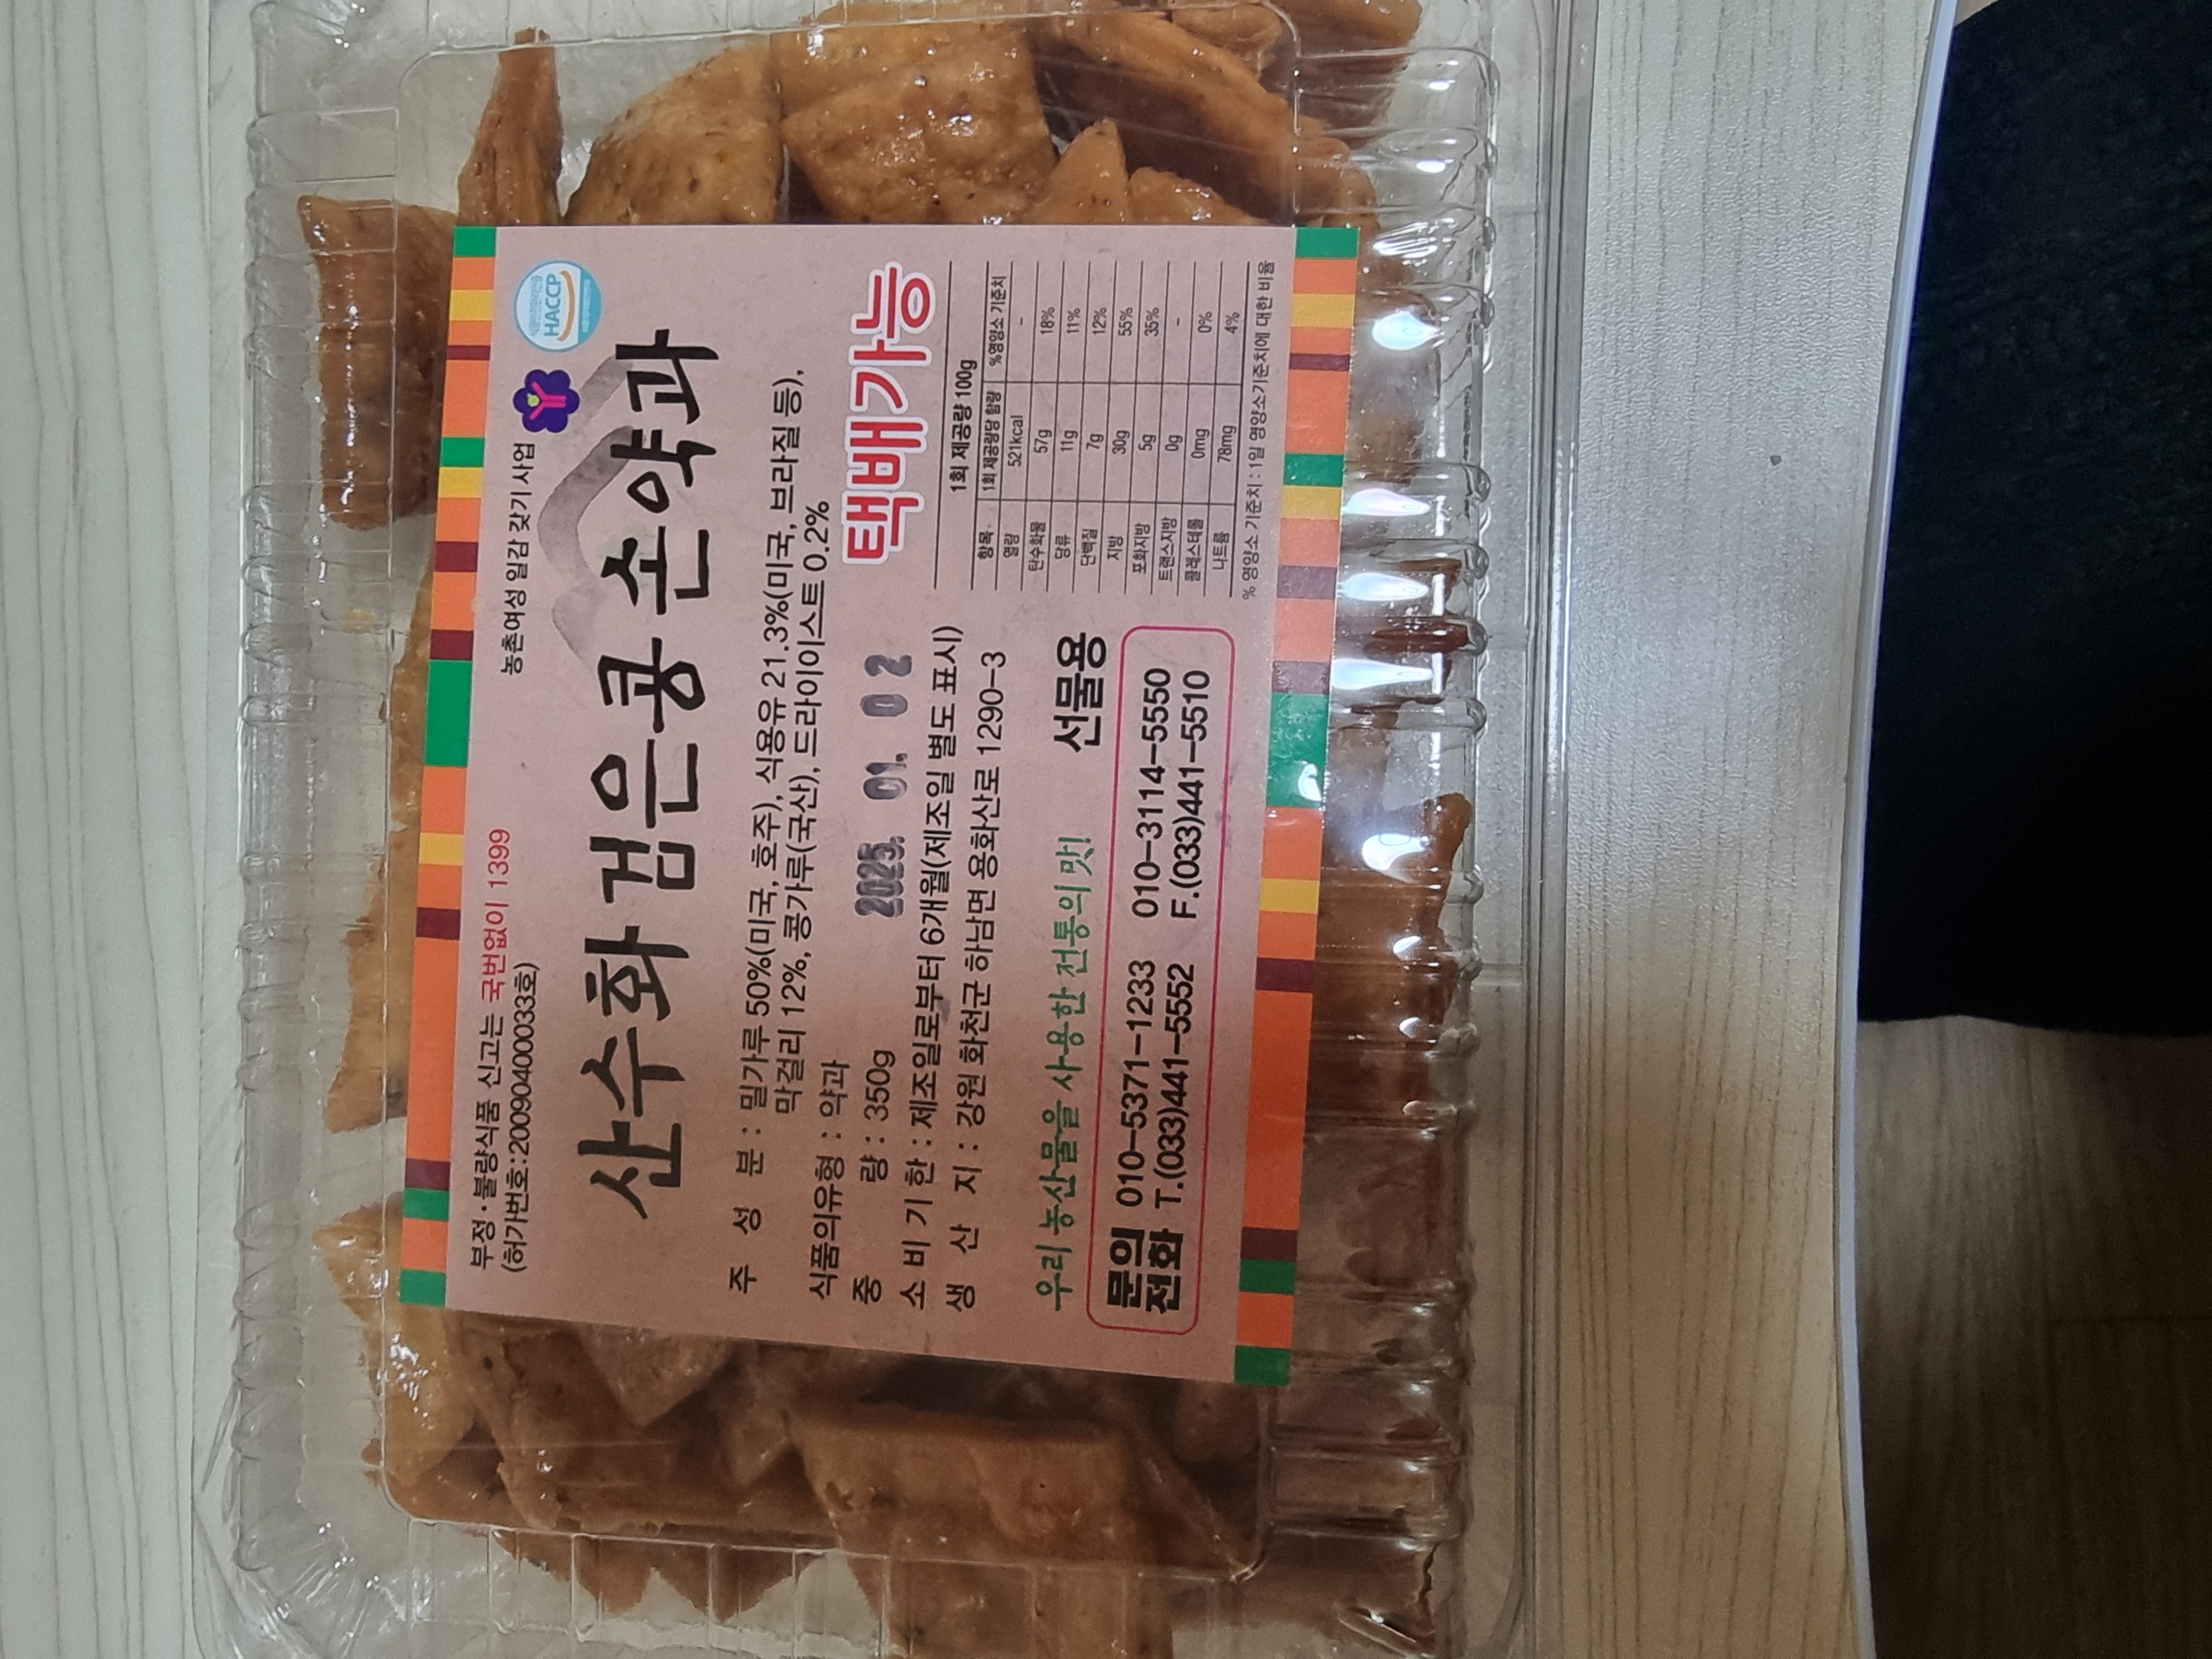 부정·불량식품 신고는 국번없이 1399
(허가번호:20090400033호)
농촌여성 일감 갖기 사업
HACCP
산수화 검은콩 손약과
주 성 분 : 밀가루 50%(미국, 호주), 식용유 21.3%(미국, 브라질 등),
막걸리 12%, 콩가루(국산), 드라이이스트 0.2%
식품의유형 : 약과
중 량 : 350g
2025. 01. 02
소 비 기 한 : 제조일로부터 6개월(제조일 별도 표시)
생 산 지 : 강원 화천군 하남면 용화산로 1290-3
택배가능
우리 농산물을 사용한 전통의 맛!
선물용
문의전화
010-5371-1233 010-3114-5550
T.(033)441-5552 F.(033)441-5510
1회 제공량 100g
항목 1회 제공량당 함량 %영양소 기준치
열량 521kcal -
탄수화물 57g 18%
당류 11g 11%
단백질 7g 12%
지방 30g 55%
포화지방 5g 35%
트랜스지방 0g -
콜레스테롤 0mg 0%
나트륨 78mg 4%
% 영양소 기준치 : 1일 영양소기준치에 대한 비율